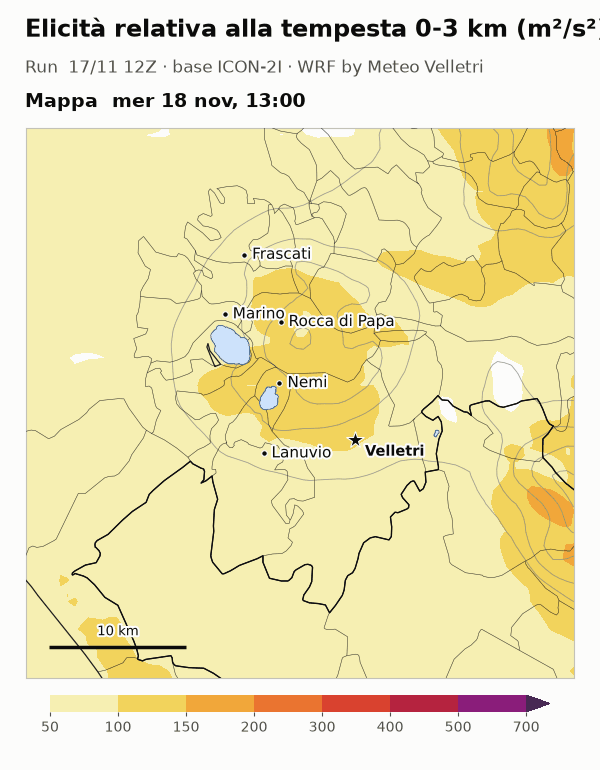 Elicità relativa alla tempesta 0-3 km (m²/s²)
Run  17/11 12Z · base ICON-2I · WRF by Meteo Velletri
Mappa  mer 18 nov, 13:00
Frascati
Marino
Rocca di Papa
Nemi
Velletri
Lanuvio
10 km
50 100 150 200 300 400 500 700